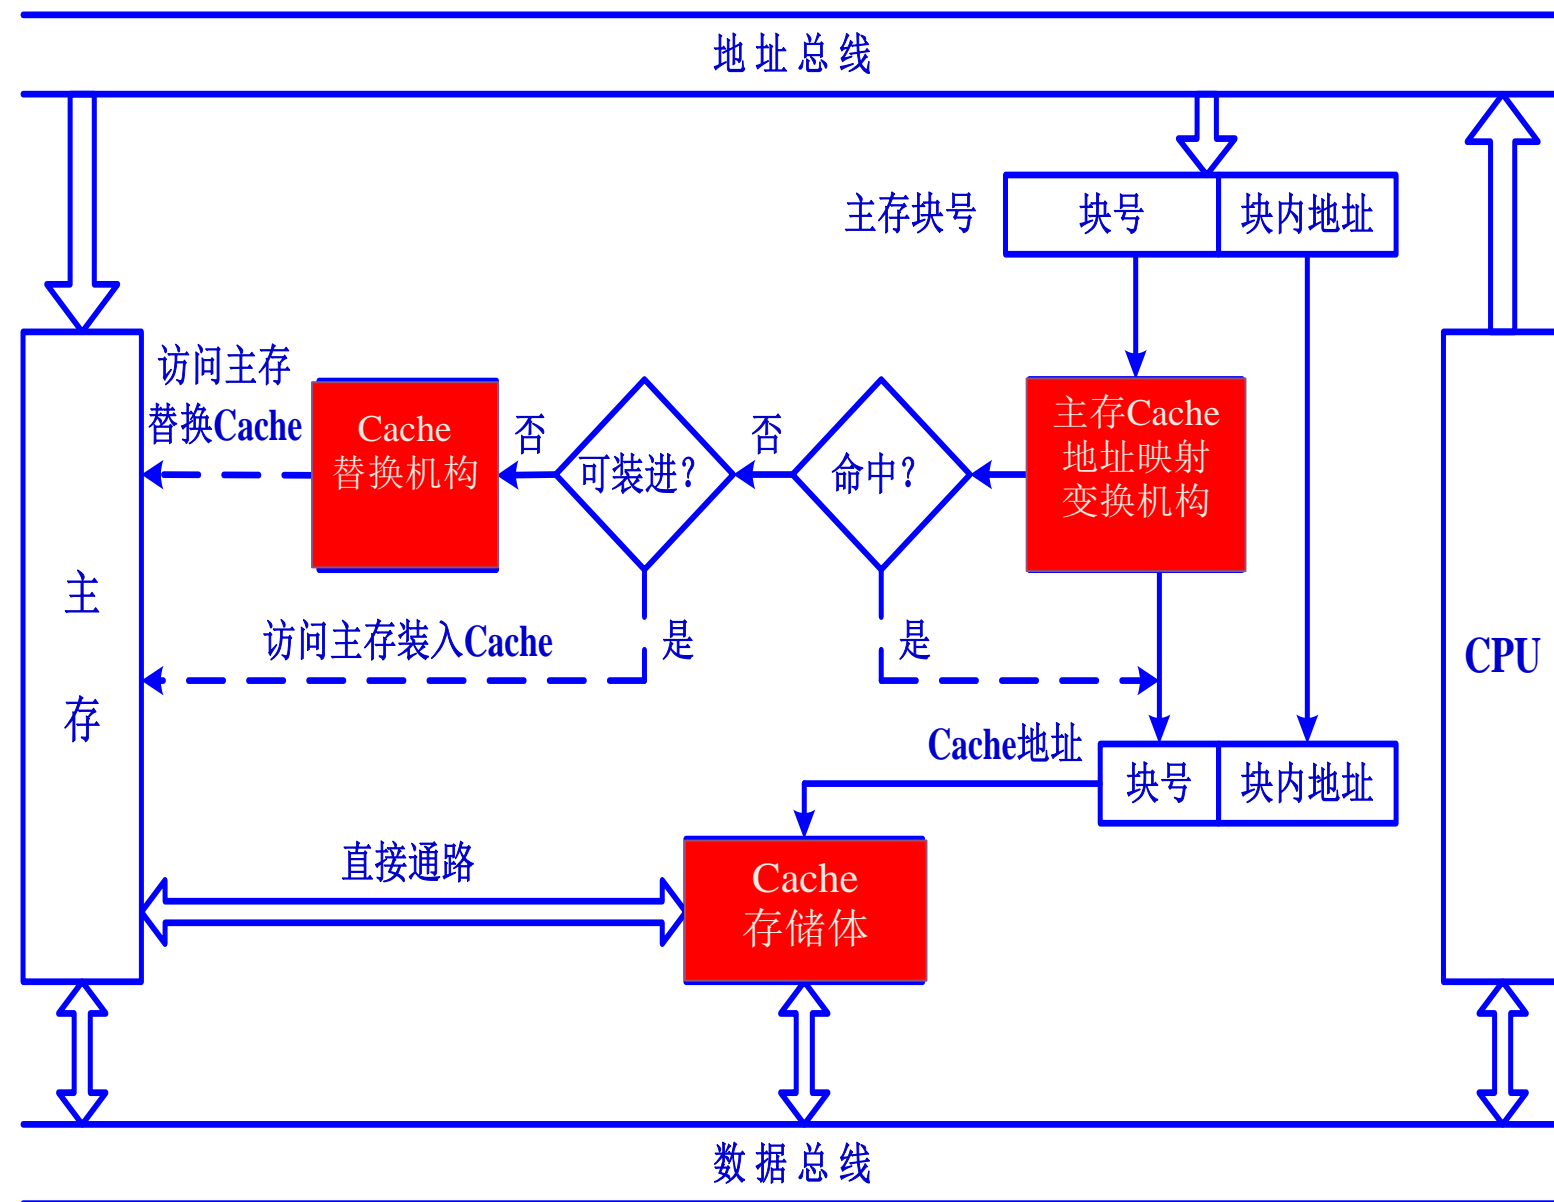 地址总线
主存块号
块号
块内地址
访问主存
替换Cache
Cache
替换机构
否
可装进?
否
命中?
主存Cache
地址映射
变换机构
主
存
访问主存装入Cache
是
是
CPU
Cache地址
块号
块内地址
直接通路
Cache
存储体
数据总线